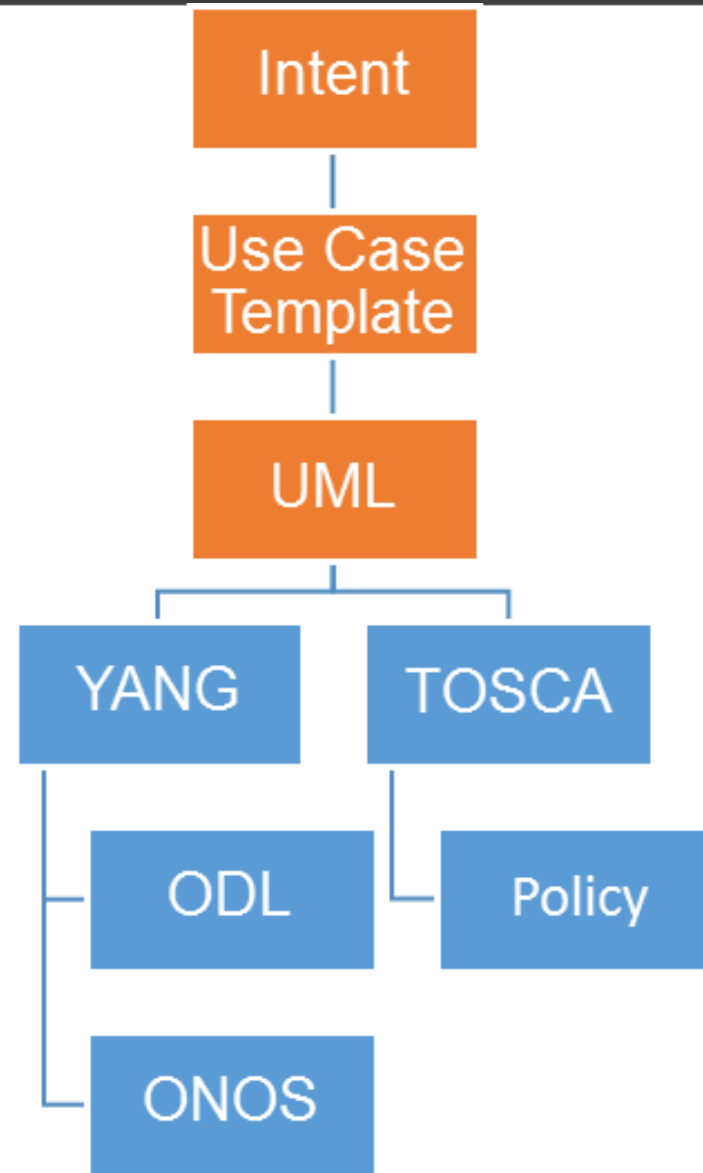 Intent
Use Case
Template
UML
YANG
TOSCA
ODL
Policy
ONOS